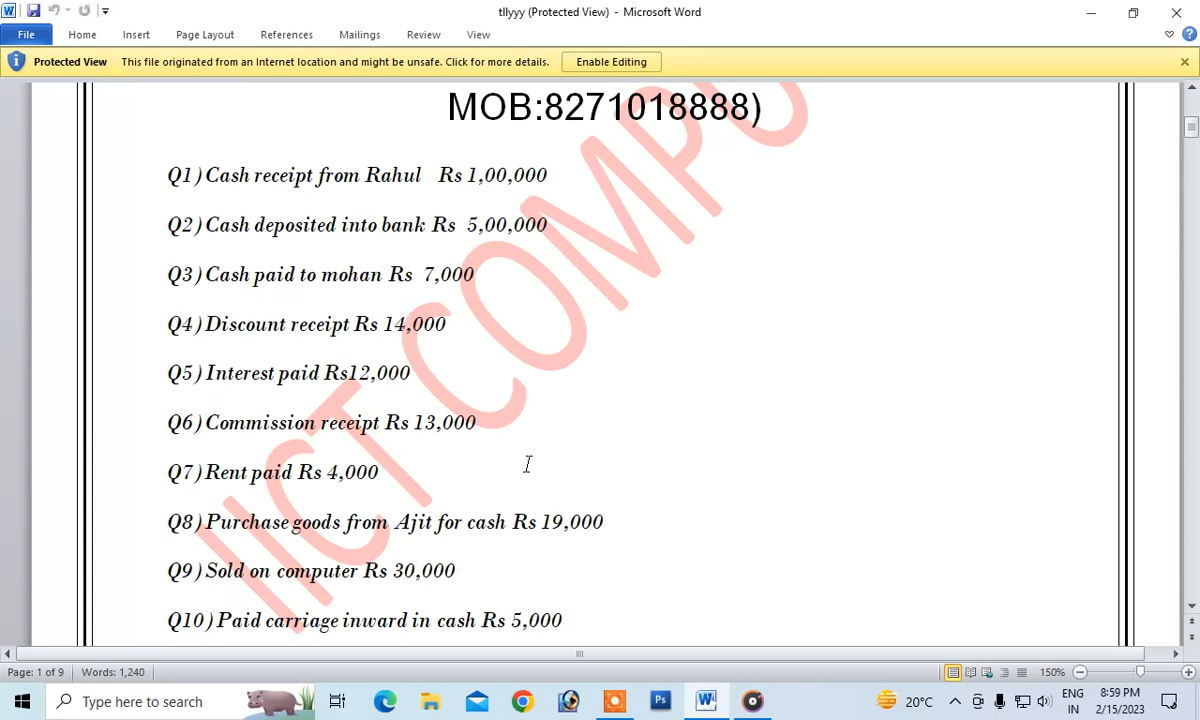 tllyyy (Protected View) - Microsoft Word
File Home Insert Page Layout References Mailings Review View
Protected View This file originated from an Internet location and might be unsafe. Click for more details. Enable Editing
MOB:8271018888)
Q1) Cash receipt from Rahul Rs 1,00,000
Q2) Cash deposited into bank Rs 5,00,000
Q3) Cash paid to mohan Rs 7,000
Q4) Discount receipt Rs 14,000
Q5) Interest paid Rs12,000
Q6) Commission receipt Rs 13,000
Q7) Rent paid Rs 4,000
Q8) Purchase goods from Ajit for cash Rs 19,000
Q9) Sold on computer Rs 30,000
Q10) Paid carriage inward in cash Rs 5,000
IICT COMPU
Page: 1 of 9 Words: 1,240 150%
Type here to search Ps 20°C ENG 8:59 PM
IN 2/15/2023